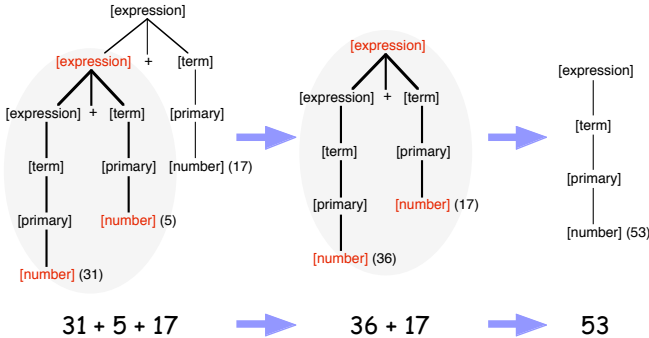 [expression]
[expression] + [term]
[expression] + [term] [primary]
[term] [primary] [number] (17)
[primary] [number] (5)
[number] (31)
[expression]
[expression] + [term]
[term] [primary]
[primary] [number] (17)
[number] (36)
[expression]
[term]
[primary]
[number] (53)
31 + 5 + 17
36 + 17
53